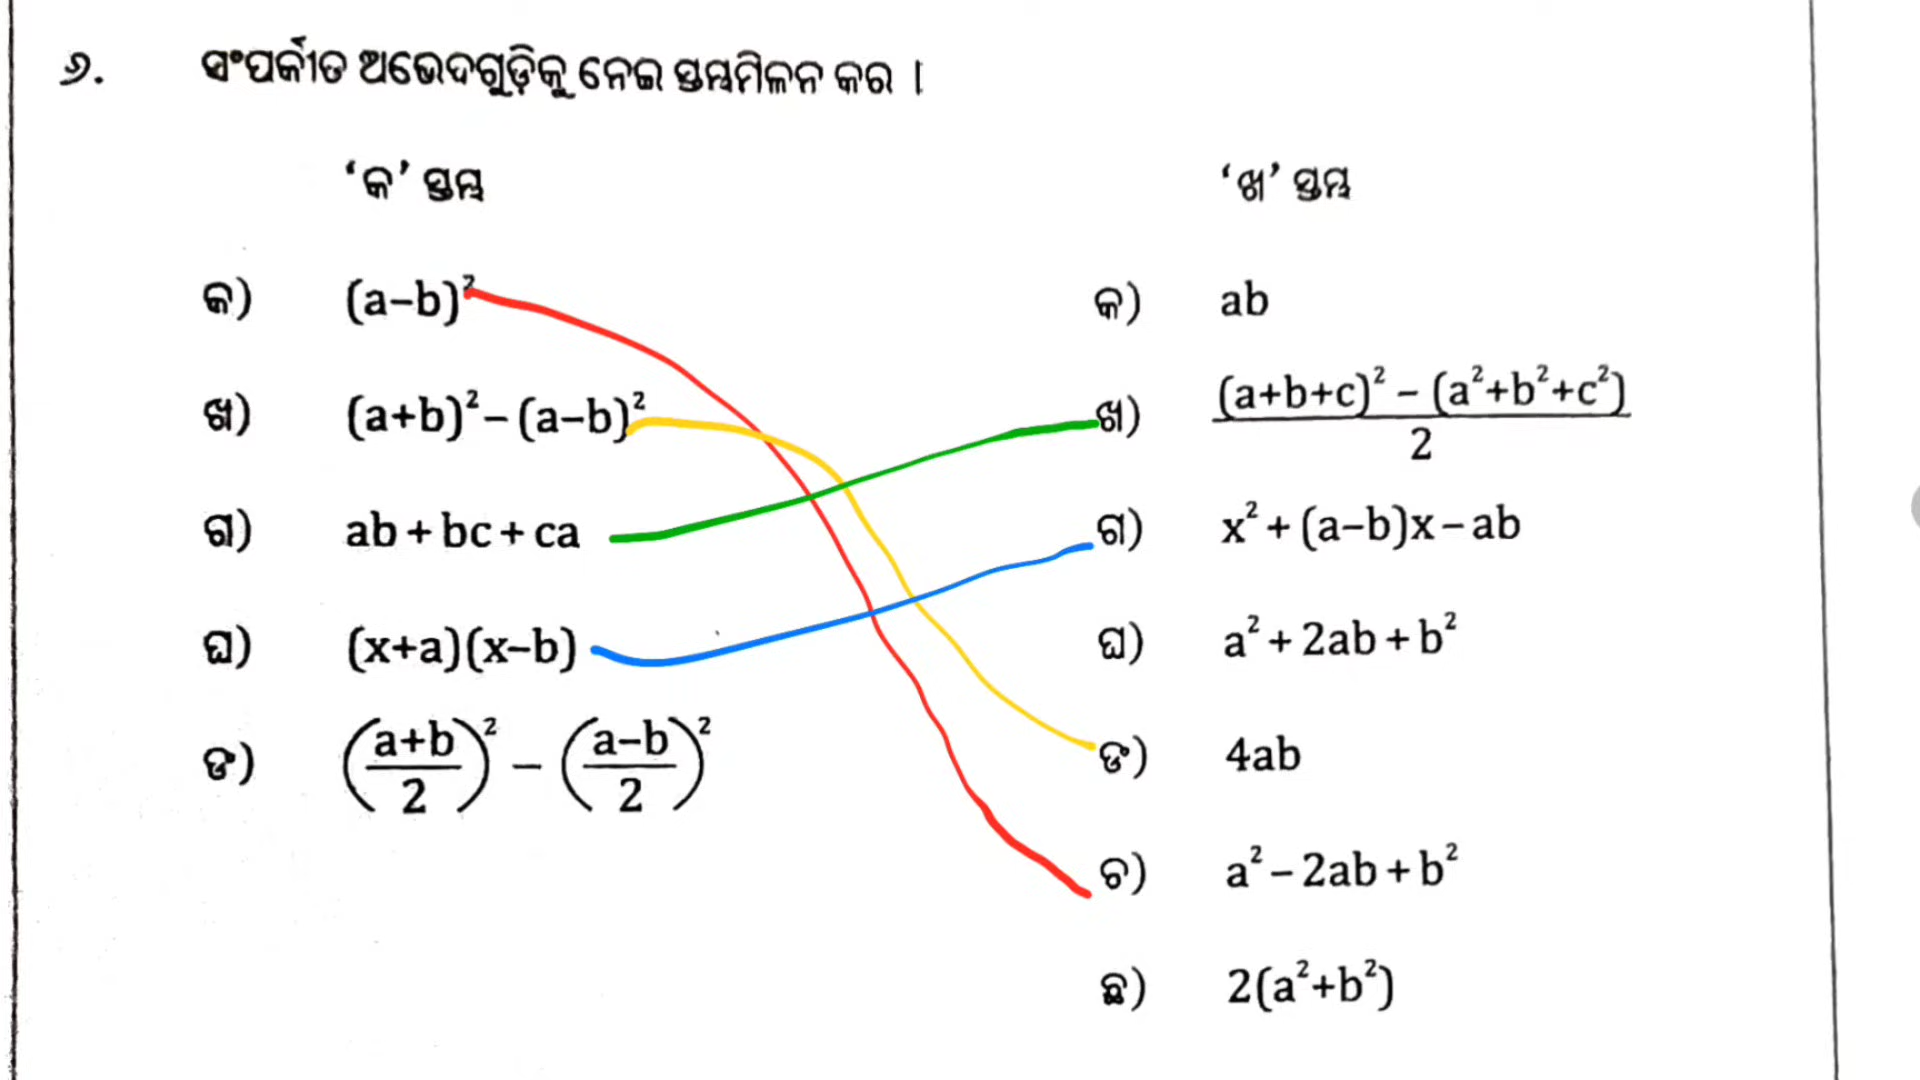 ୬. ସଂପର୍କୀତ ଅଭେଦଗୁଡ଼ିକୁ ନେଇ ସ୍ତମ୍ଭମିଳନ କର ।
‘କ’ ସ୍ତମ୍ଭ ‘ଖ’ ସ୍ତମ୍ଭ
କ) (a–b)² କ) ab
ଖ) (a+b)² – (a–b)² ଖ) ((a+b+c)² – (a²+b²+c²))/2
ଗ) ab + bc + ca ଗ) x² + (a–b)x – ab
ଘ) (x+a)(x–b) ଘ) a² + 2ab + b²
ଙ) ((a+b)/2)² – ((a–b)/2)² ଙ) 4ab
ଚ) a² – 2ab + b²
ଛ) 2(a²+b²)